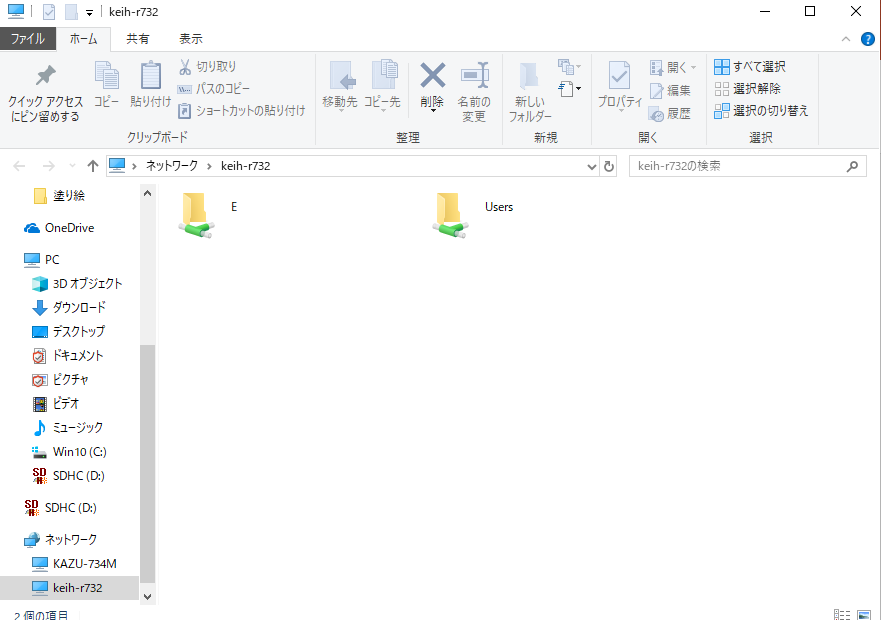 keih-r732
ファイル ホーム 共有 表示
クイック アクセス
にピン留めする
コピー
貼り付け
切り取り
パスのコピー
ショートカットの貼り付け
クリップボード
移動先
コピー先
削除
名前の
変更
整理
新しい
フォルダー
新規
プロパティ
開く
編集
履歴
開く
すべて選択
選択解除
選択の切り替え
選択
ネットワーク > keih-r732
keih-r732の検索
塗り絵
OneDrive
PC
3D オブジェクト
ダウンロード
デスクトップ
ドキュメント
ピクチャ
ビデオ
ミュージック
Win10 (C:)
SDHC (D:)
SDHC (D:)
ネットワーク
KAZU-734M
keih-r732
E
Users
2 個の項目